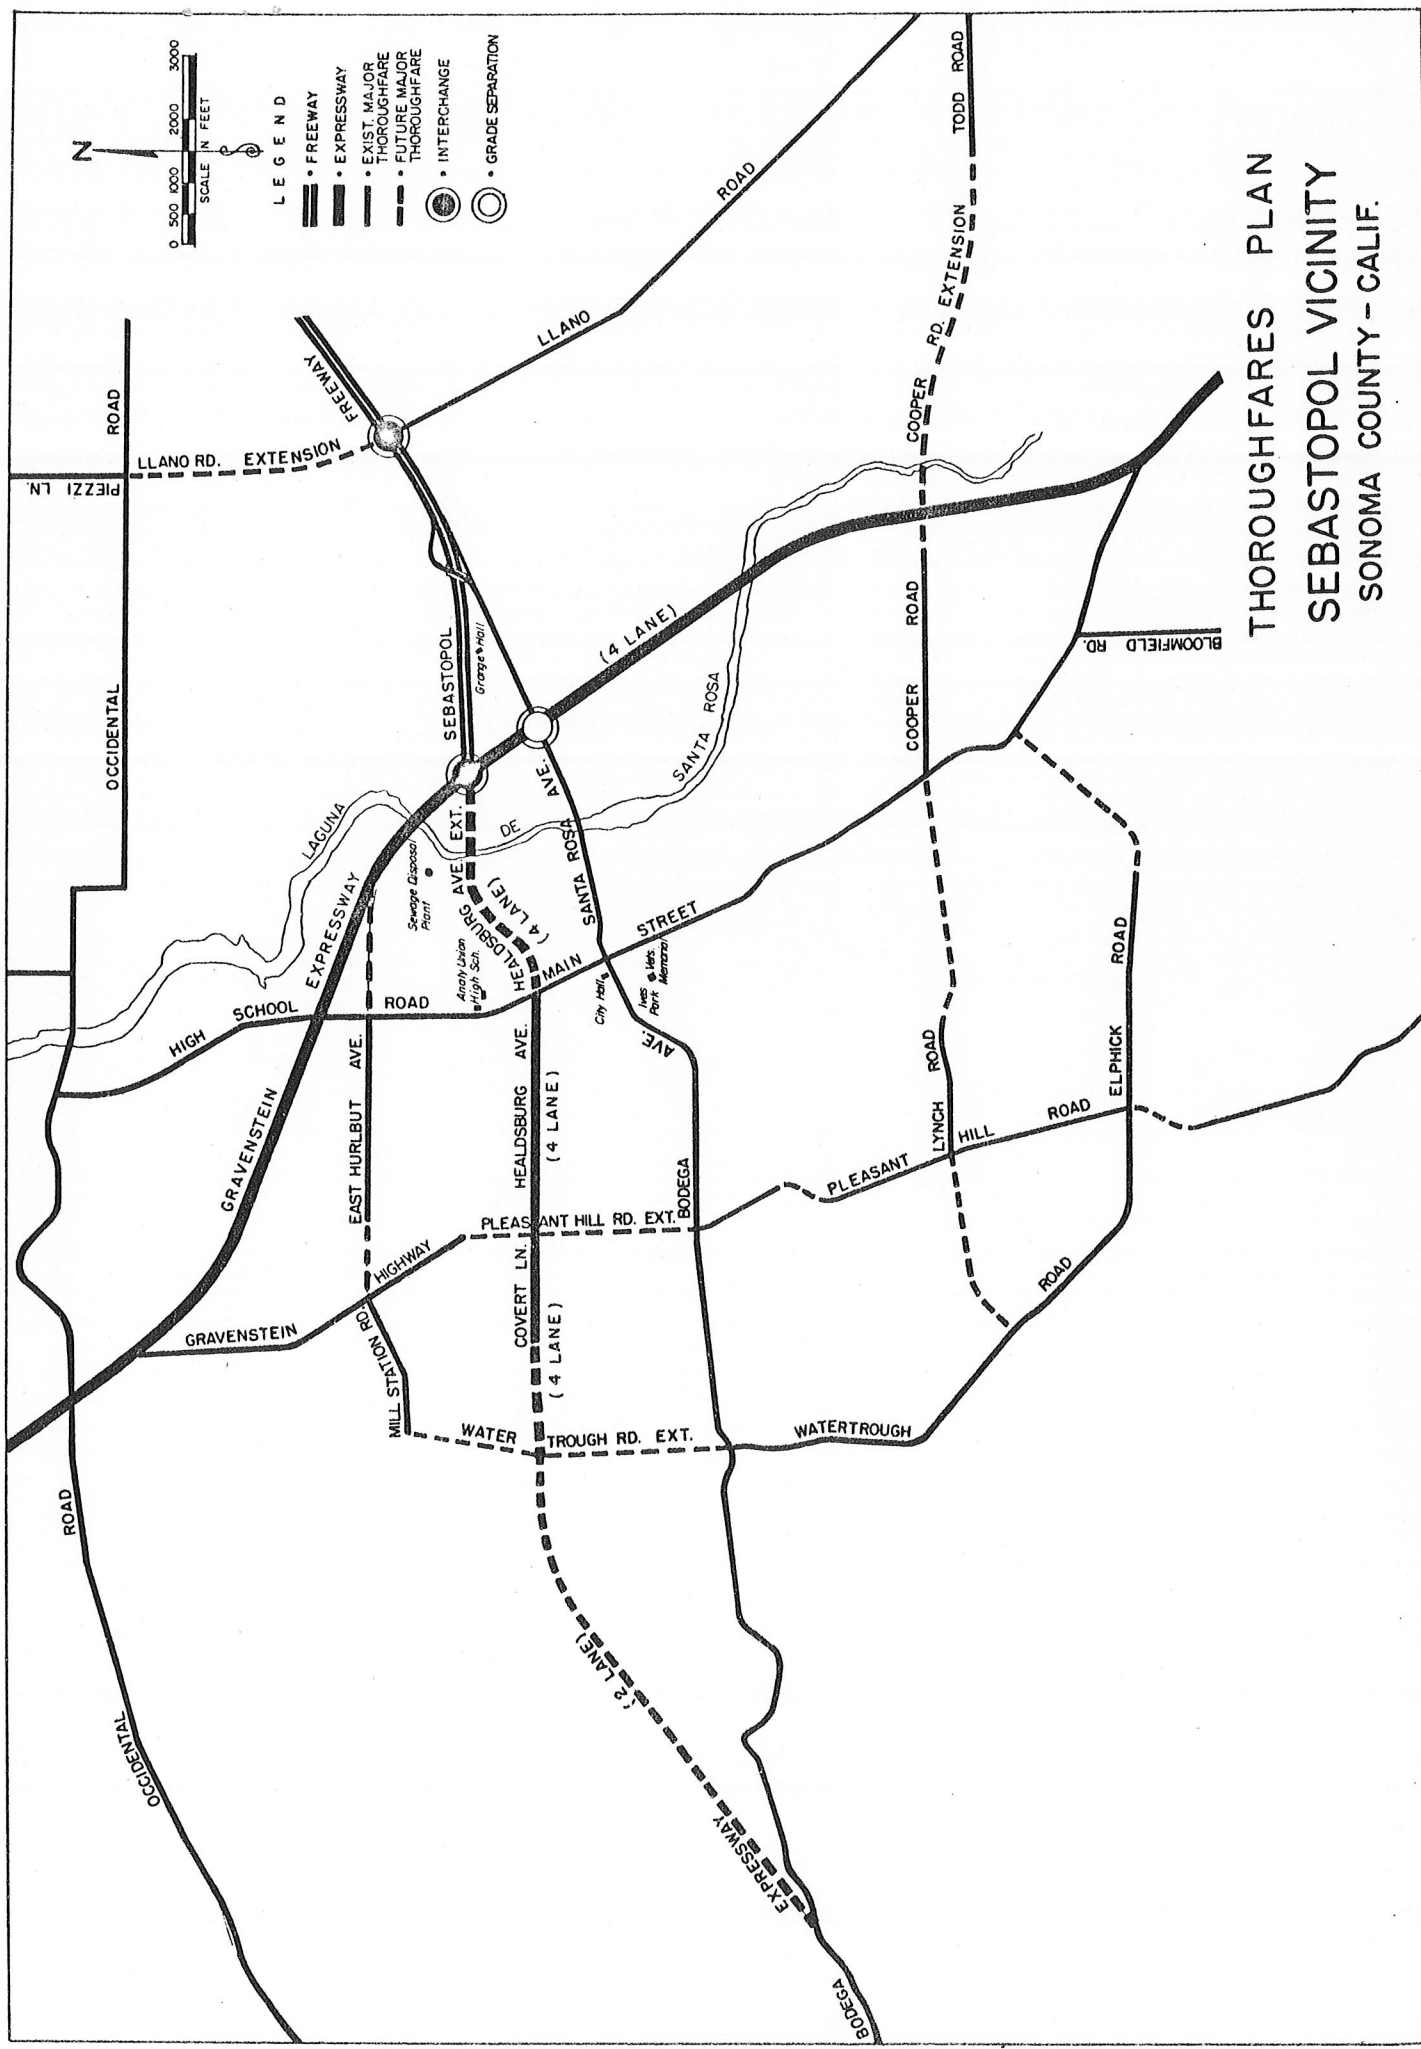 THOROUGHFARES PLAN
SEBASTOPOL VICINITY
SONOMA COUNTY - CALIF.
N
0 500 1000 2000 3000
SCALE IN FEET
LEGEND
FREEWAY
EXPRESSWAY
EXIST. MAJOR
THOROUGHFARE
FUTURE MAJOR
THOROUGHFARE
INTERCHANGE
GRADE SEPARATION
PIEZZI LN.
OCCIDENTAL ROAD
LLANO RD. EXTENSION
FREEWAY
LLANO ROAD
SEBASTOPOL
Grange Hall
(4 LANE)
LAGUNA DE SANTA ROSA
GRAVENSTEIN EXPRESSWAY
HIGH SCHOOL ROAD
Sewage Disposal
Plant
AVE. EXT.
HEALDSBURG
(4 LANE)
Analy Union
High Sch.
SANTA ROSA AVE.
MAIN STREET
City Hall
Ives
Park
Vets.
Memorial
EAST HURLBUT AVE.
HEALDSBURG AVE.
(4 LANE)
BODEGA AVE.
PLEASANT HILL RD. EXT.
GRAVENSTEIN HIGHWAY
MILL STATION RD.
COVERT LN.
(4 LANE)
WATER TROUGH RD. EXT.
WATERTROUGH ROAD
OCCIDENTAL ROAD
(2 LANE)
EXPRESSWAY
BODEGA
PLEASANT HILL ROAD
LYNCH ROAD
ELPHICK ROAD
COOPER ROAD
COOPER RD. EXTENSION
TODD ROAD
BLOOMFIELD RD.